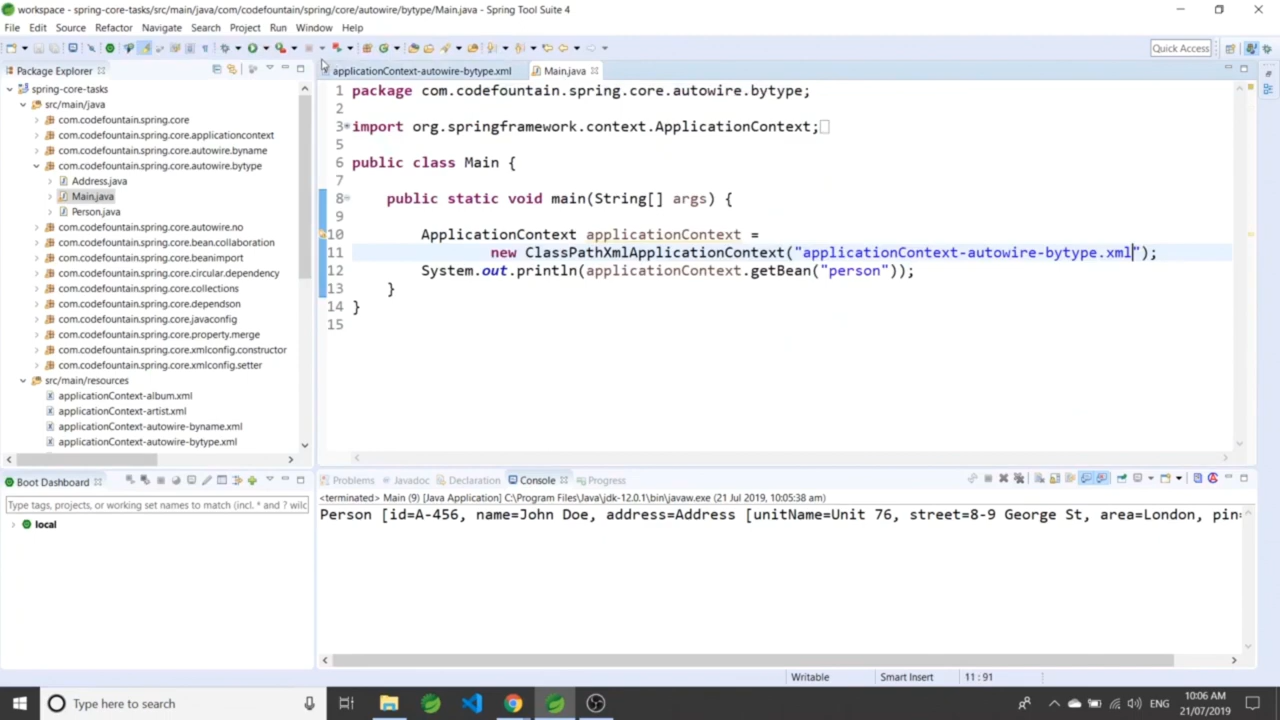 workspace - spring-core-tasks/src/main/java/com/codefountain/spring/core/autowire/bytype/Main.java - Spring Tool Suite 4
File Edit Source Refactor Navigate Search Project Run Window Help
Quick Access
Package Explorer
applicationContext-autowire-bytype.xml
Main.java
spring-core-tasks
src/main/java
com.codefountain.spring.core
com.codefountain.spring.core.applicationcontext
com.codefountain.spring.core.autowire.byname
com.codefountain.spring.core.autowire.bytype
Address.java
Main.java
Person.java
com.codefountain.spring.core.autowire.no
com.codefountain.spring.core.bean.collaboration
com.codefountain.spring.core.beanimport
com.codefountain.spring.core.circular.dependency
com.codefountain.spring.core.collections
com.codefountain.spring.core.dependson
com.codefountain.spring.core.javaconfig
com.codefountain.spring.core.property.merge
com.codefountain.spring.core.xmlconfig.constructor
com.codefountain.spring.core.xmlconfig.setter
src/main/resources
applicationContext-album.xml
applicationContext-artist.xml
applicationContext-autowire-byname.xml
applicationContext-autowire-bytype.xml
1 package com.codefountain.spring.core.autowire.bytype;
2
3 import org.springframework.context.ApplicationContext;
5
6 public class Main {
7
8 public static void main(String[] args) {
9
10 ApplicationContext applicationContext =
11 new ClassPathXmlApplicationContext("applicationContext-autowire-bytype.xml");
12 System.out.println(applicationContext.getBean("person"));
13 }
14 }
15
Boot Dashboard
Type tags, projects, or working set names to match (incl. * and ? wilc
local
Problems Javadoc Declaration Console Progress
<terminated> Main (9) [Java Application] C:\Program Files\Java\jdk-12.0.1\bin\javaw.exe (21 Jul 2019, 10:05:38 am)
Person [id=A-456, name=John Doe, address=Address [unitName=Unit 76, street=8-9 George St, area=London, pin=
Writable Smart Insert 11 : 91
Type here to search
ENG
10:06 AM
21/07/2019